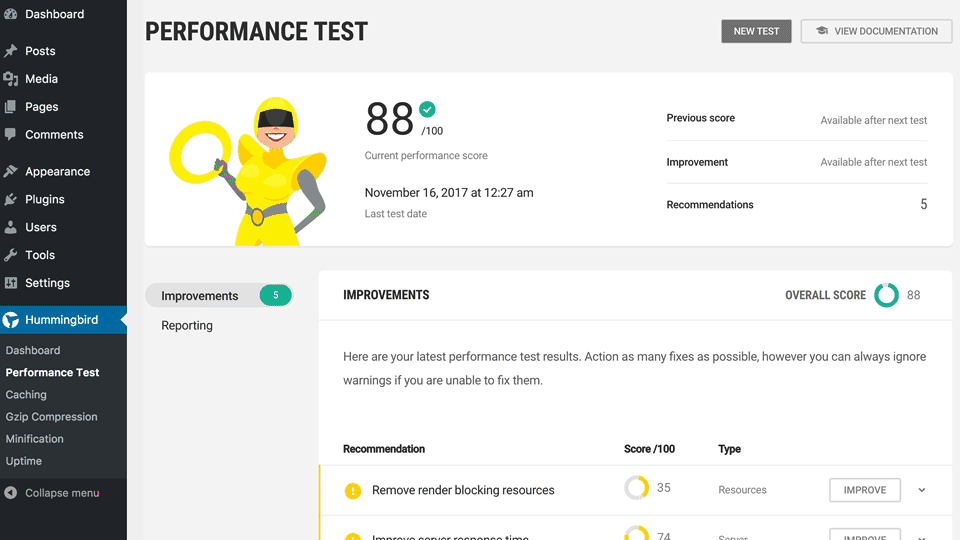 Dashboard
Posts
Media
Pages
Comments
Appearance
Plugins
Users
Tools
Settings
Hummingbird
Dashboard
Performance Test
Caching
Gzip Compression
Minification
Uptime
Collapse menu
PERFORMANCE TEST
NEW TEST
VIEW DOCUMENTATION
88
/100
Current performance score
November 16, 2017 at 12:27 am
Last test date
Previous score Available after next test
Improvement Available after next test
Recommendations 5
Improvements 5
Reporting
IMPROVEMENTS
OVERALL SCORE 88
Here are your latest performance test results. Action as many fixes as possible, however you can always ignore
warnings if you are unable to fix them.
Recommendation Score /100 Type
! Remove render blocking resources 35 Resources IMPROVE
Improve server response time 74 Server IMPROVE